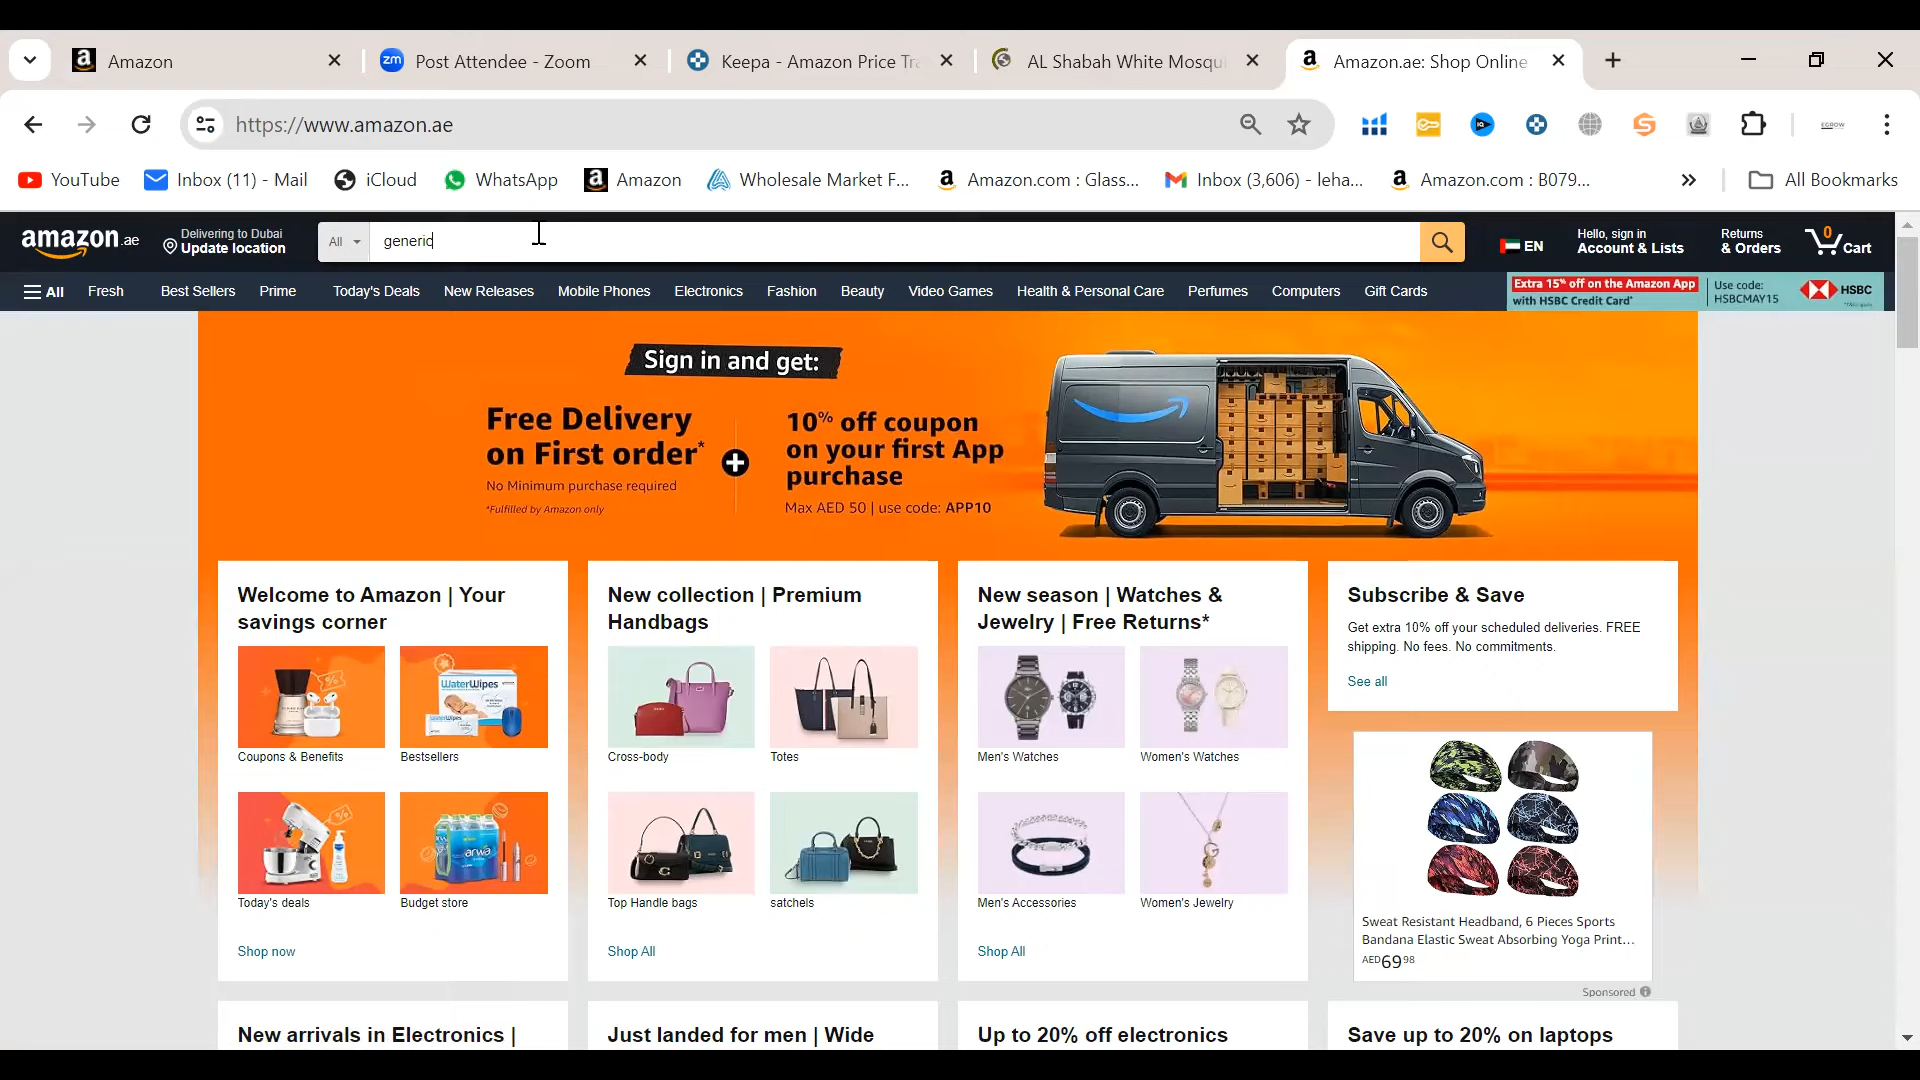 Amazon
Post Attendee - Zoom
Keepa - Amazon Price Tra
AL Shabah White Mosqui
Amazon.ae: Shop Online
https://www.amazon.ae
YouTube
Inbox (11) - Mail
iCloud
WhatsApp
Amazon
Wholesale Market F...
Amazon.com : Glass...
Inbox (3,606) - leha...
Amazon.com : B079...
All Bookmarks
amazon.ae
Delivering to Dubai
Update location
All
generic
EN
Hello, sign in
Account & Lists
Returns
& Orders
0
Cart
All
Fresh
Best Sellers
Prime
Today's Deals
New Releases
Mobile Phones
Electronics
Fashion
Beauty
Video Games
Health & Personal Care
Perfumes
Computers
Gift Cards
Extra 15% off on the Amazon App
with HSBC Credit Card*
Use code:
HSBCMAY15
HSBC
Sign in and get:
Free Delivery
on First order*
No Minimum purchase required
*Fulfilled by Amazon only
10% off coupon
on your first App
purchase
Max AED 50 | use code: APP10
Welcome to Amazon | Your
savings corner
WaterWipes
Coupons & Benefits
Bestsellers
arwa
Today's deals
Budget store
Shop now
New collection | Premium
Handbags
Cross-body
Totes
Top Handle bags
satchels
Shop All
New season | Watches &
Jewelry | Free Returns*
Men's Watches
Women's Watches
Men's Accessories
Women's Jewelry
Shop All
Subscribe & Save
Get extra 10% off your scheduled deliveries. FREE
shipping. No fees. No commitments.
See all
Sweat Resistant Headband, 6 Pieces Sports
Bandana Elastic Sweat Absorbing Yoga Print...
AED69 98
Sponsored
New arrivals in Electronics |
Just landed for men | Wide
Up to 20% off electronics
Save up to 20% on laptops